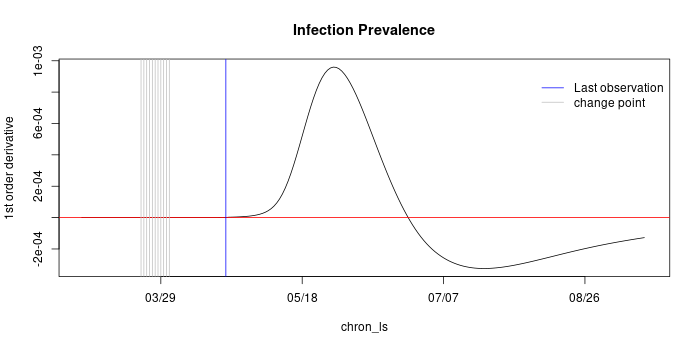 Infection Prevalence
1st order derivative
1e-03
6e-04
2e-04
-2e-04
Last observation
change point
03/29
05/18
07/07
08/26
chron_ls